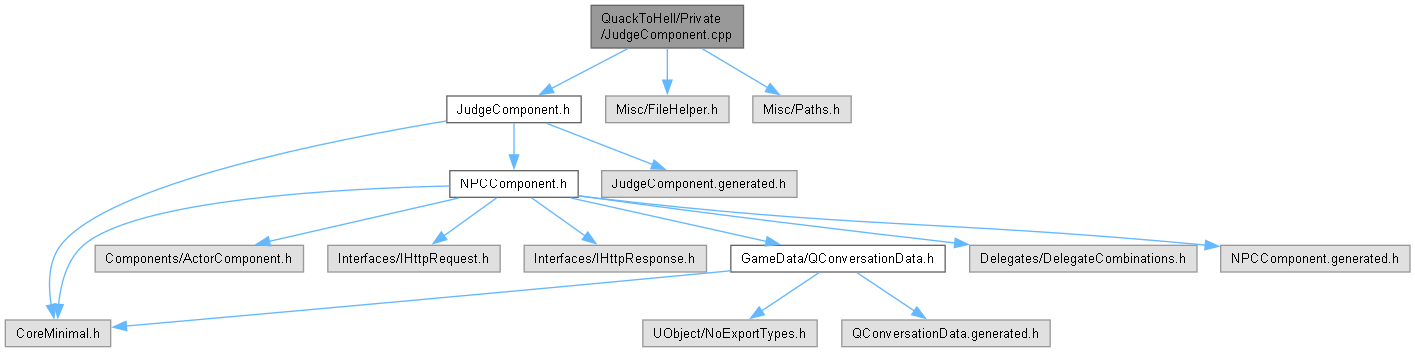 QuackToHell/Private
/JudgeComponent.cpp
JudgeComponent.h
Misc/FileHelper.h
Misc/Paths.h
NPCComponent.h
JudgeComponent.generated.h
Components/ActorComponent.h
Interfaces/IHttpRequest.h
Interfaces/IHttpResponse.h
GameData/QConversationData.h
Delegates/DelegateCombinations.h
NPCComponent.generated.h
CoreMinimal.h
UObject/NoExportTypes.h
QConversationData.generated.h